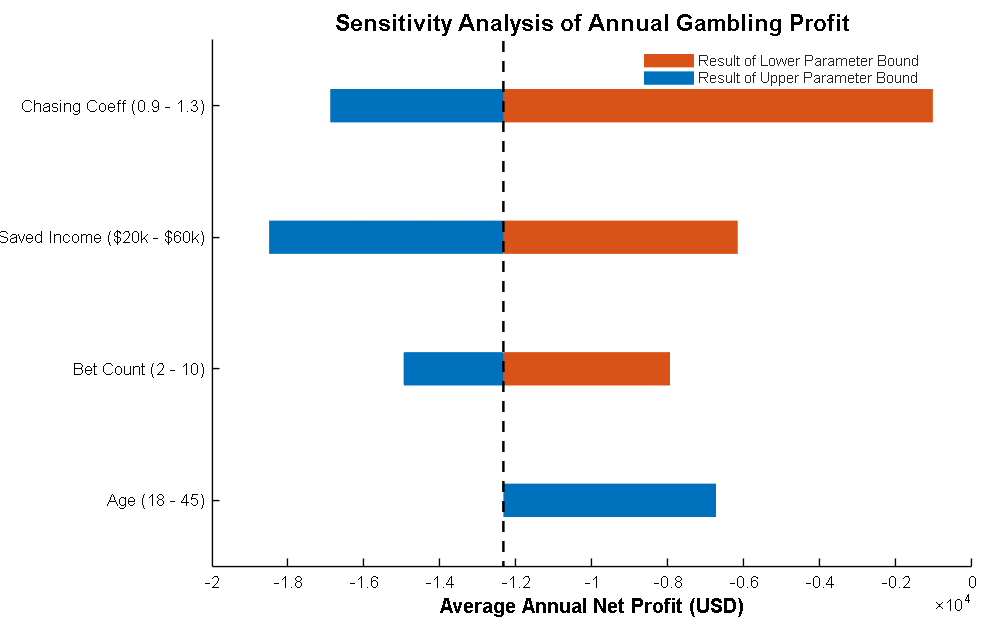 Sensitivity Analysis of Annual Gambling Profit
Result of Lower Parameter Bound
Result of Upper Parameter Bound
Chasing Coeff (0.9 - 1.3)
Saved Income ($20k - $60k)
Bet Count (2 - 10)
Age (18 - 45)
-2 -1.8 -1.6 -1.4 -1.2 -1 -0.8 -0.6 -0.4 -0.2 0
Average Annual Net Profit (USD)
×10⁴